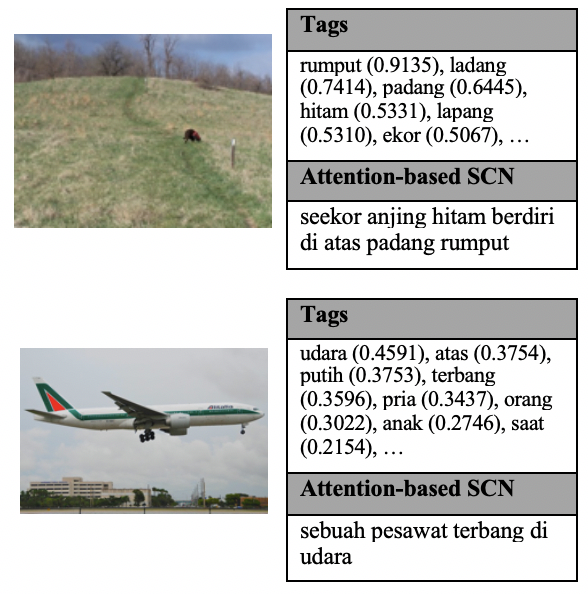 Tags
rumput (0.9135), ladang
(0.7414), padang (0.6445),
hitam (0.5331), lapang
(0.5310), ekor (0.5067), …
Attention-based SCN
seekor anjing hitam berdiri
di atas padang rumput
Tags
udara (0.4591), atas (0.3754),
putih (0.3753), terbang
(0.3596), pria (0.3437), orang
(0.3022), anak (0.2746), saat
(0.2154), …
Attention-based SCN
sebuah pesawat terbang di
udara